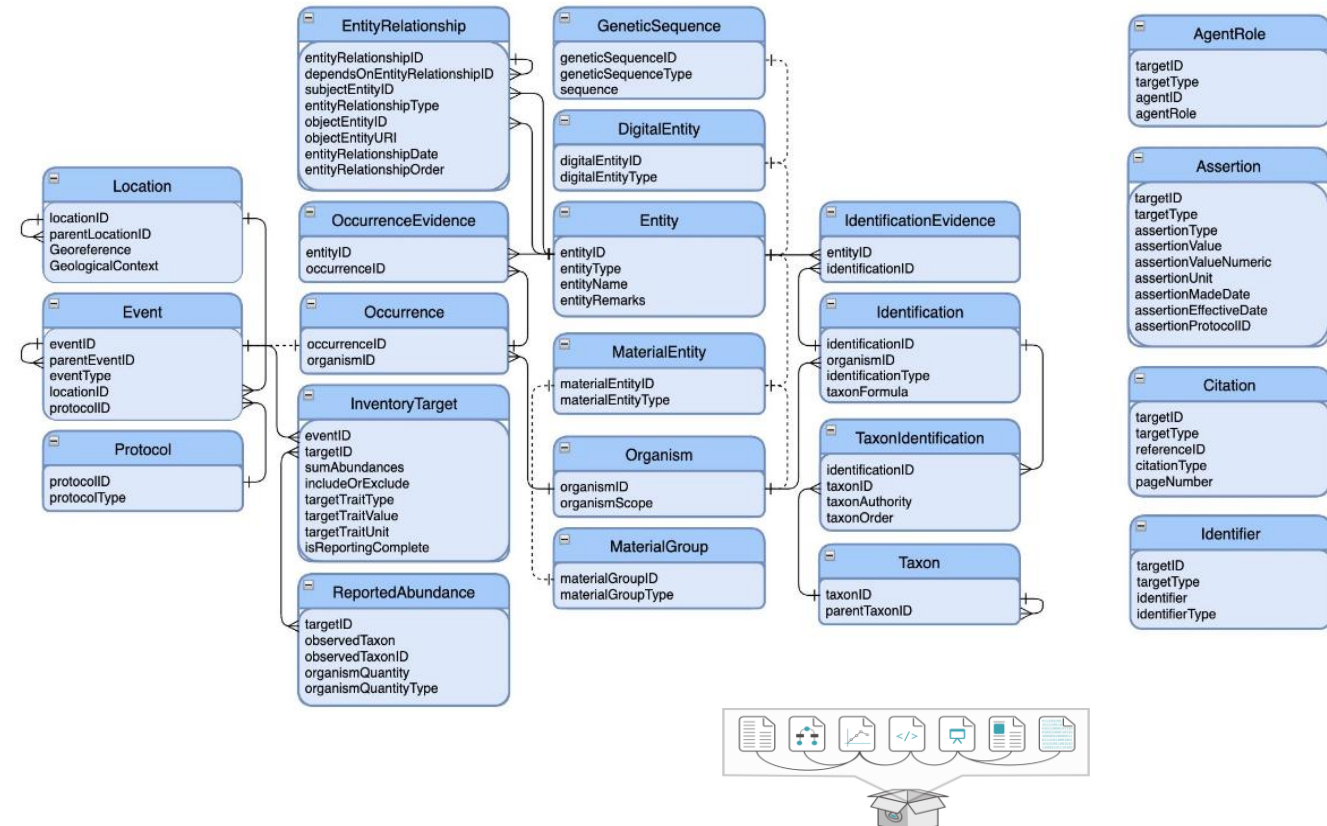 EntityRelationship
entityRelationshipID
dependsOnEntityRelationshipID
subjectEntityID
entityRelationshipType
objectEntityID
objectEntityURI
entityRelationshipDate
entityRelationshipOrder
GeneticSequence
geneticSequenceID
geneticSequenceType
sequence
AgentRole
targetID
targetType
agentID
agentRole
DigitalEntity
digitalEntityID
digitalEntityType
Location
locationID
parentLocationID
Georeference
GeologicalContext
OccurrenceEvidence
entityID
occurrenceID
Entity
entityID
entityType
entityName
entityRemarks
IdentificationEvidence
entityID
identificationID
Assertion
targetID
targetType
assertionType
assertionValue
assertionValueNumeric
assertionUnit
assertionMadeDate
assertionEffectiveDate
assertionProtocolID
Event
eventID
parentEventID
eventType
locationID
protocolID
Occurrence
occurrenceID
organismID
MaterialEntity
materialEntityID
materialEntityType
Identification
identificationID
organismID
identificationType
taxonFormula
Citation
targetID
targetType
referenceID
citationType
pageNumber
InventoryTarget
eventID
targetID
sumAbundances
includeOrExclude
targetTraitType
targetTraitValue
targetTraitUnit
isReportingComplete
Protocol
protocolID
protocolType
Organism
organismID
organismScope
TaxonIdentification
identificationID
taxonID
taxonAuthority
taxonOrder
Identifier
targetID
targetType
identifier
identifierType
MaterialGroup
materialGroupID
materialGroupType
Taxon
taxonID
parentTaxonID
ReportedAbundance
targetID
observedTaxon
observedTaxonID
organismQuantity
organismQuantityType
</>